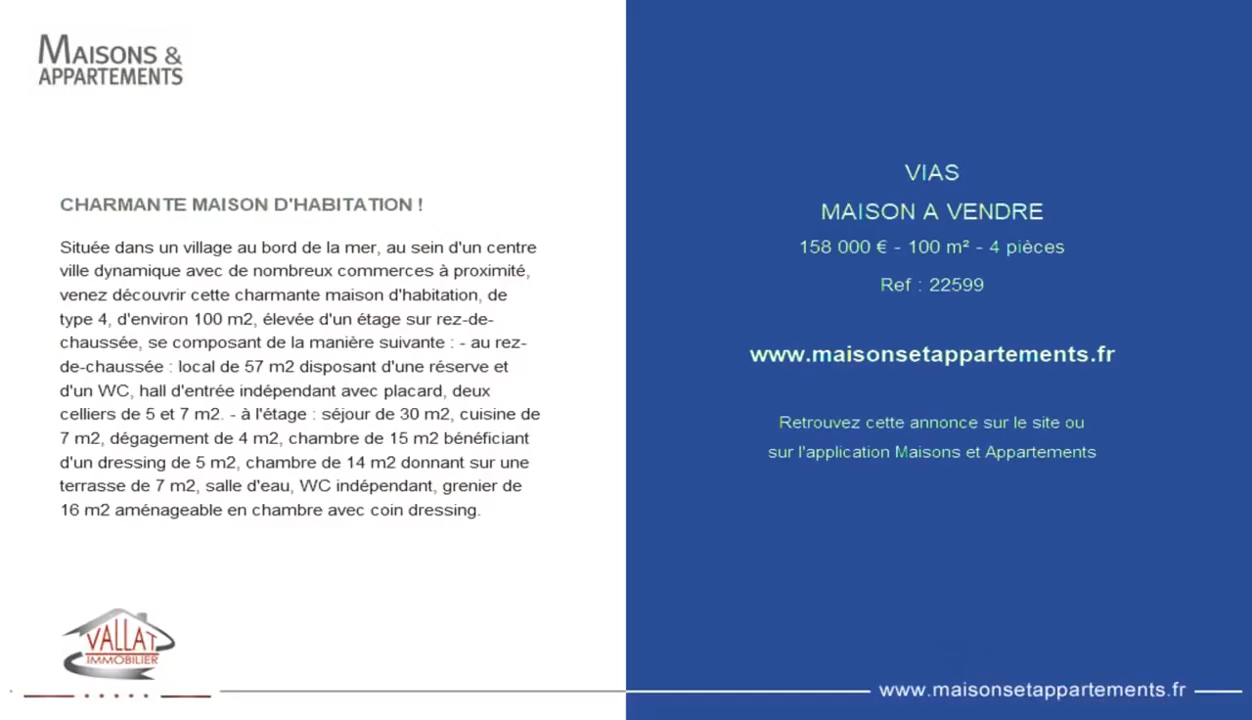 MAISONS &
APPARTEMENTS
CHARMANTE MAISON D'HABITATION !
Située dans un village au bord de la mer, au sein d'un centre
ville dynamique avec de nombreux commerces à proximité,
venez découvrir cette charmante maison d'habitation, de
type 4, d'environ 100 m2, élevée d'un étage sur rez-de-
chaussée, se composant de la manière suivante : - au rez-
de-chaussée : local de 57 m2 disposant d'une réserve et
d'un WC, hall d'entrée indépendant avec placard, deux
celliers de 5 et 7 m2. - à l'étage : séjour de 30 m2, cuisine de
7 m2, dégagement de 4 m2, chambre de 15 m2 bénéficiant
d'un dressing de 5 m2, chambre de 14 m2 donnant sur une
terrasse de 7 m2, salle d'eau, WC indépendant, grenier de
16 m2 aménageable en chambre avec coin dressing.
VALLAT
IMMOBILIER
VIAS
MAISON A VENDRE
158 000 € - 100 m² - 4 pièces
Ref : 22599
www.maisonsetappartements.fr
Retrouvez cette annonce sur le site ou
sur l'application Maisons et Appartements
www.maisonsetappartements.fr